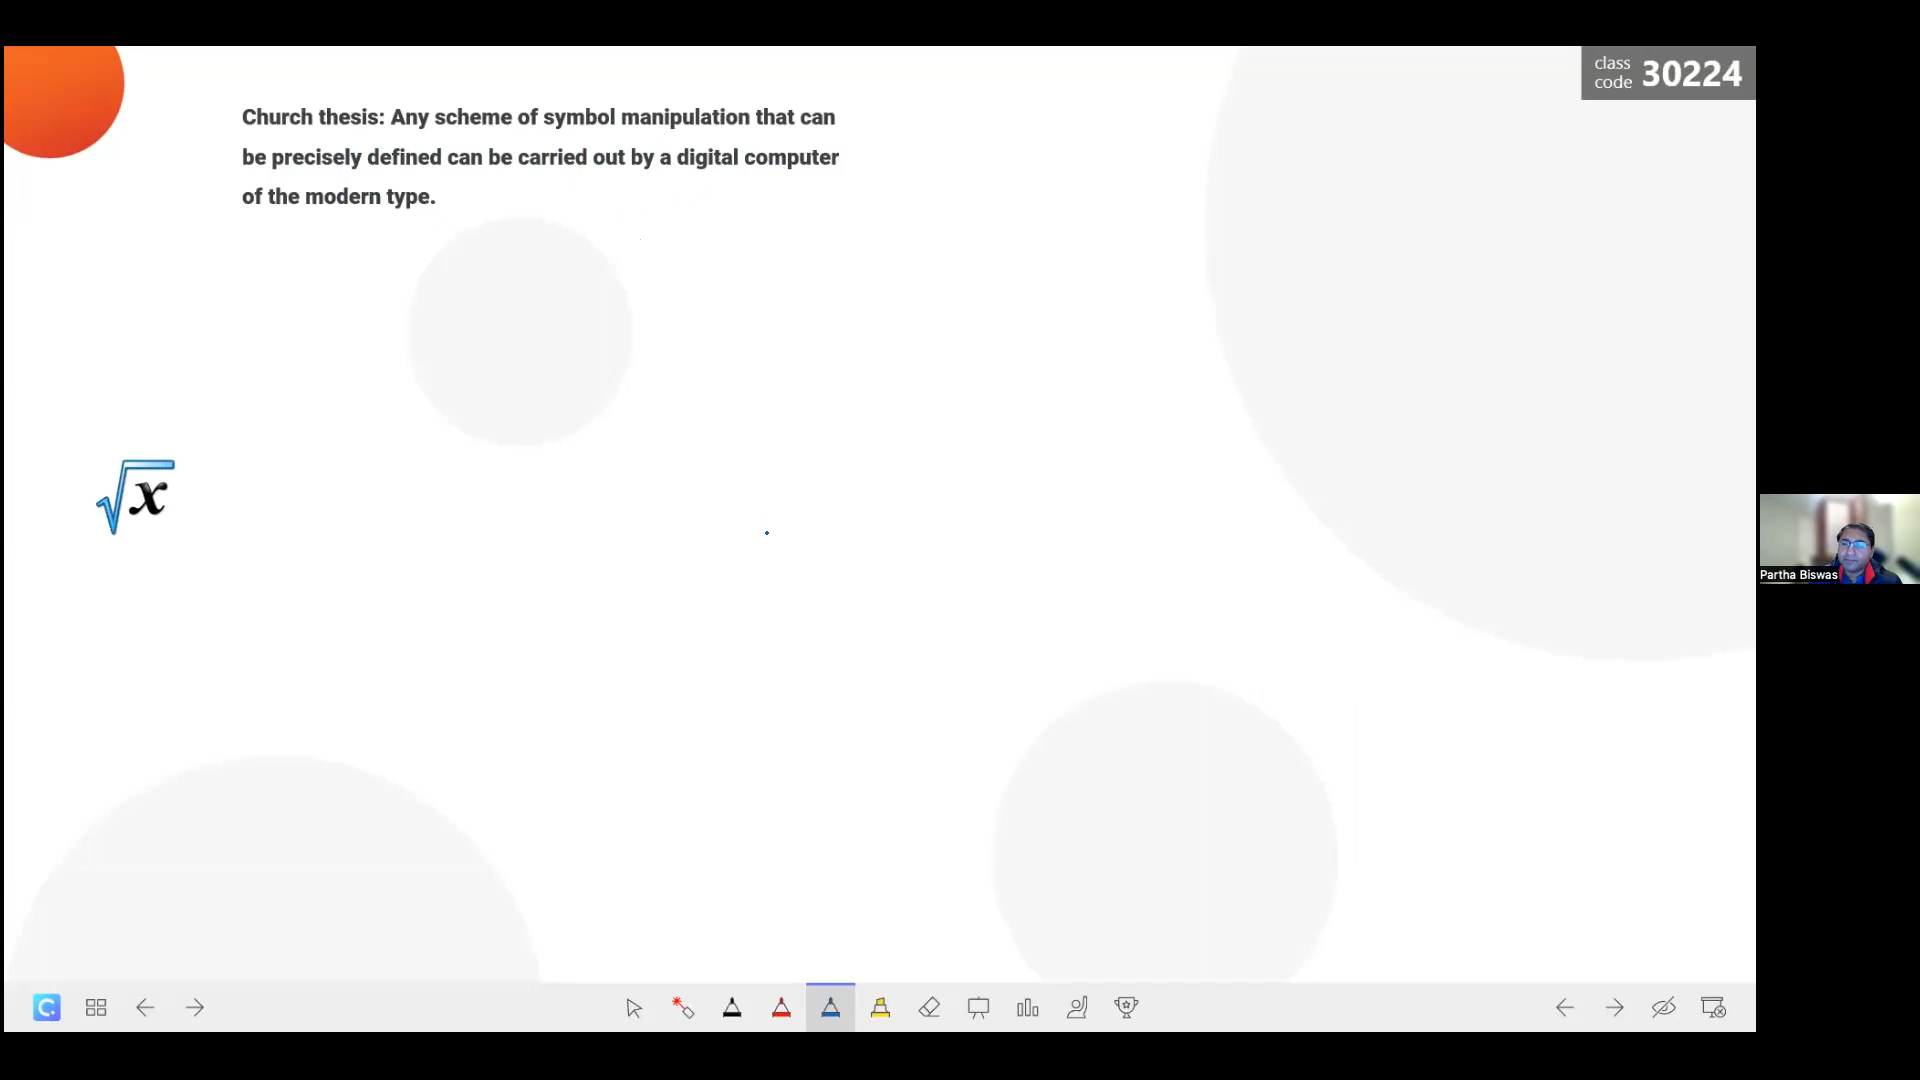 class
code 30224
Church thesis: Any scheme of symbol manipulation that can
be precisely defined can be carried out by a digital computer
of the modern type.
√x
Partha Biswas
C.